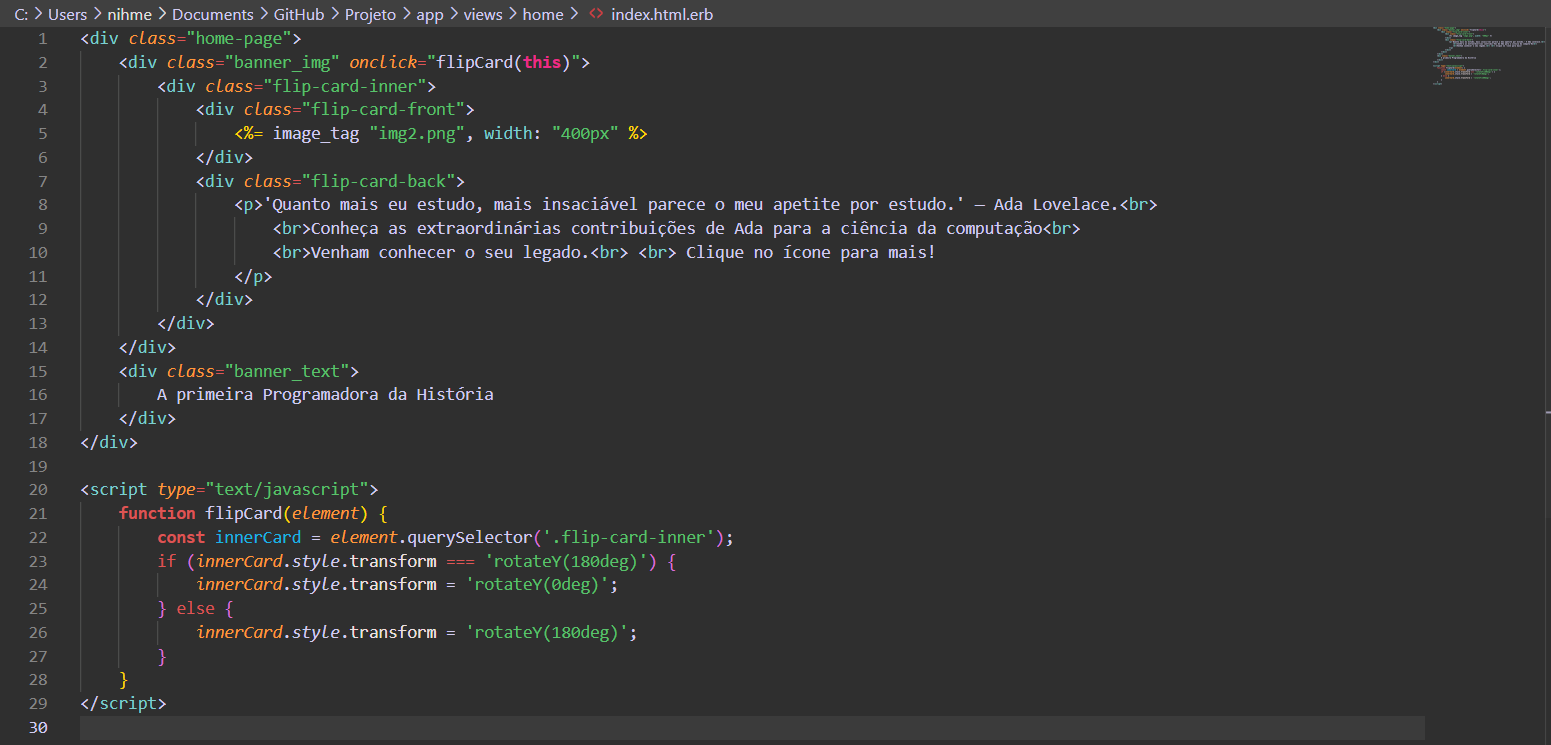 C: > Users > nihme > Documents > GitHub > Projeto > app > views > home > <> index.html.erb
1 <div class="home-page">
2 <div class="banner_img" onclick="flipCard(this)">
3 <div class="flip-card-inner">
4 <div class="flip-card-front">
5 <%= image_tag "img2.png", width: "400px" %>
6 </div>
7 <div class="flip-card-back">
8 <p>'Quanto mais eu estudo, mais insaciável parece o meu apetite por estudo.' — Ada Lovelace.<br>
9 <br>Conheça as extraordinárias contribuições de Ada para a ciência da computação<br>
10 <br>Venham conhecer o seu legado.<br> <br> Clique no ícone para mais!
11 </p>
12 </div>
13 </div>
14 </div>
15 <div class="banner_text">
16 A primeira Programadora da História
17 </div>
18 </div>
19
20 <script type="text/javascript">
21 function flipCard(element) {
22 const innerCard = element.querySelector('.flip-card-inner');
23 if (innerCard.style.transform === 'rotateY(180deg)') {
24 innerCard.style.transform = 'rotateY(0deg)';
25 } else {
26 innerCard.style.transform = 'rotateY(180deg)';
27 }
28 }
29 </script>
30